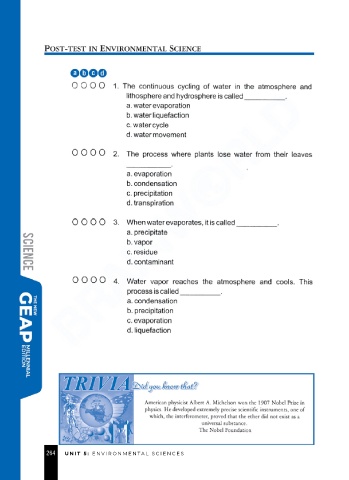 POST-TEST IN ENVIRONMENTAL SCIENCE
a b c d
1. The continuous cycling of water in the atmosphere and
lithosphere and hydrosphere is called ___________.
a. water evaporation
b. water liquefaction
c. water cycle
d. water movement
2. The process where plants lose water from their leaves
____________.
a. evaporation
b. condensation
c. precipitation
d. transpiration
3. When water evaporates, it is called ___________.
a. precipitate
b. vapor
c. residue
d. contaminant
4. Water vapor reaches the atmosphere and cools. This
process is called ___________.
a. condensation
b. precipitation
c. evaporation
d. liquefaction
SCIENCE
THE NEW
GEAP
MILLENNIAL
EDITION
TRIVIA Did you know that?
American physicist Albert A. Michelson won the 1907 Nobel Prize in
physics. He developed extremely precise scientific instruments, one of
which, the interferometer, proved that the ether did not exist as a
universal substance.
The Nobel Foundation
264 UNIT 5: ENVIRONMENTAL SCIENCES